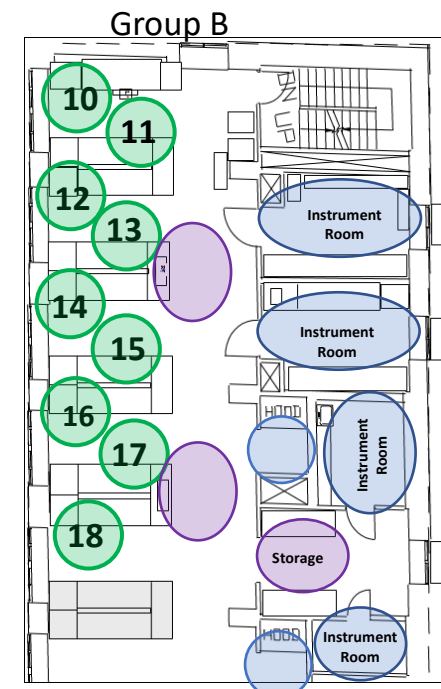 Group B
10
11
DN UP
12
13
Instrument
Room
14
15
Instrument
Room
16
17
HOOD
Instrument
Room
18
Storage
HOOD
Instrument
Room